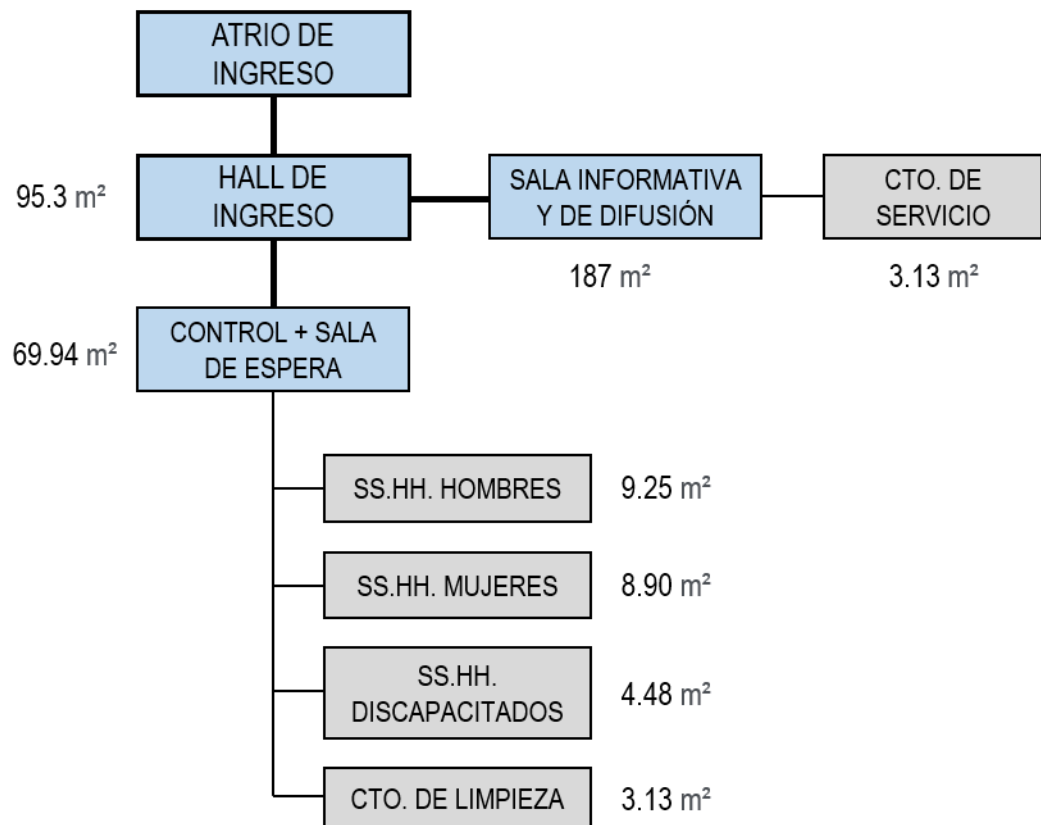 ATRIO DE
INGRESO
95.3 m²
HALL DE
INGRESO
SALA INFORMATIVA
Y DE DIFUSIÓN
187 m²
CTO. DE
SERVICIO
3.13 m²
69.94 m²
CONTROL + SALA
DE ESPERA
SS.HH. HOMBRES
9.25 m²
SS.HH. MUJERES
8.90 m²
SS.HH.
DISCAPACITADOS
4.48 m²
CTO. DE LIMPIEZA
3.13 m²